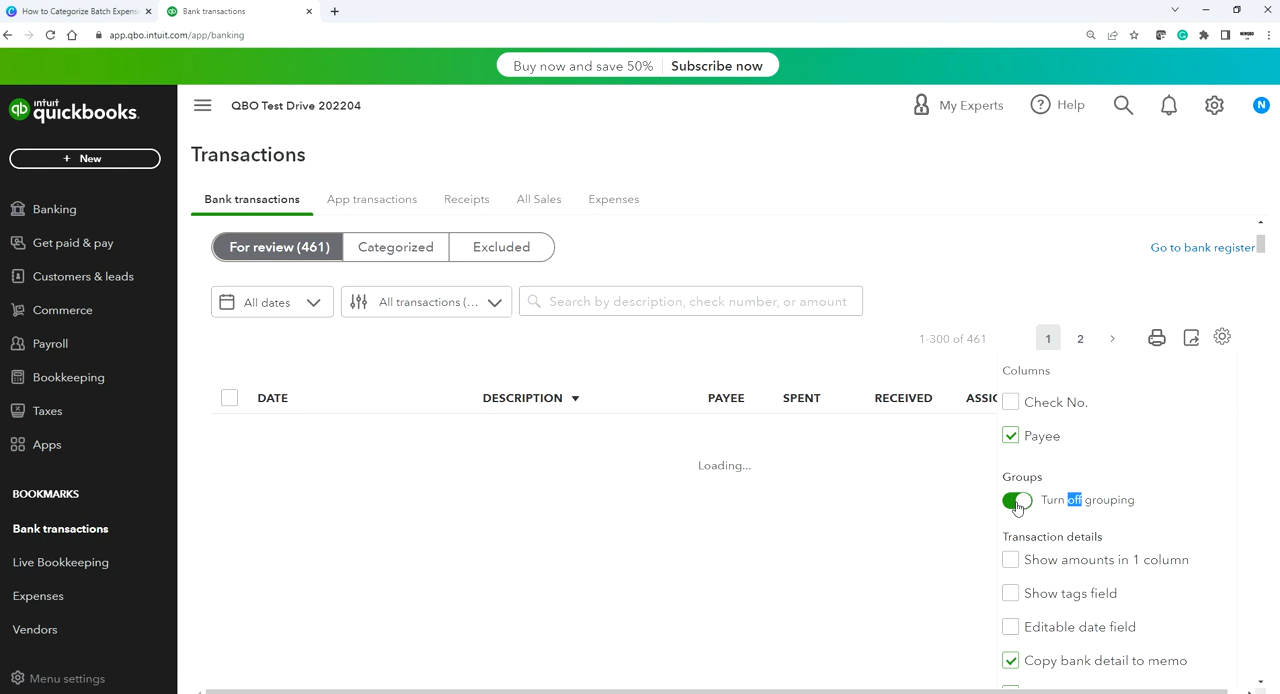 How to Categorize Batch Expens
Bank transactions
app.qbo.intuit.com/app/banking
Buy now and save 50% Subscribe now
intuit quickbooks.
QBO Test Drive 202204
My Experts
Help
N
+ New
Transactions
Banking
Get paid & pay
Customers & leads
Commerce
Payroll
Bookkeeping
Taxes
Apps
BOOKMARKS
Bank transactions
Live Bookkeeping
Expenses
Vendors
Menu settings
Bank transactions App transactions Receipts All Sales Expenses
For review (461) Categorized Excluded
Go to bank register
All dates
All transactions (...
Search by description, check number, or amount
1-300 of 461
1 2 >
DATE DESCRIPTION PAYEE SPENT RECEIVED ASSIG
Loading...
Columns
Check No.
Payee
Groups
Turn off grouping
Transaction details
Show amounts in 1 column
Show tags field
Editable date field
Copy bank detail to memo